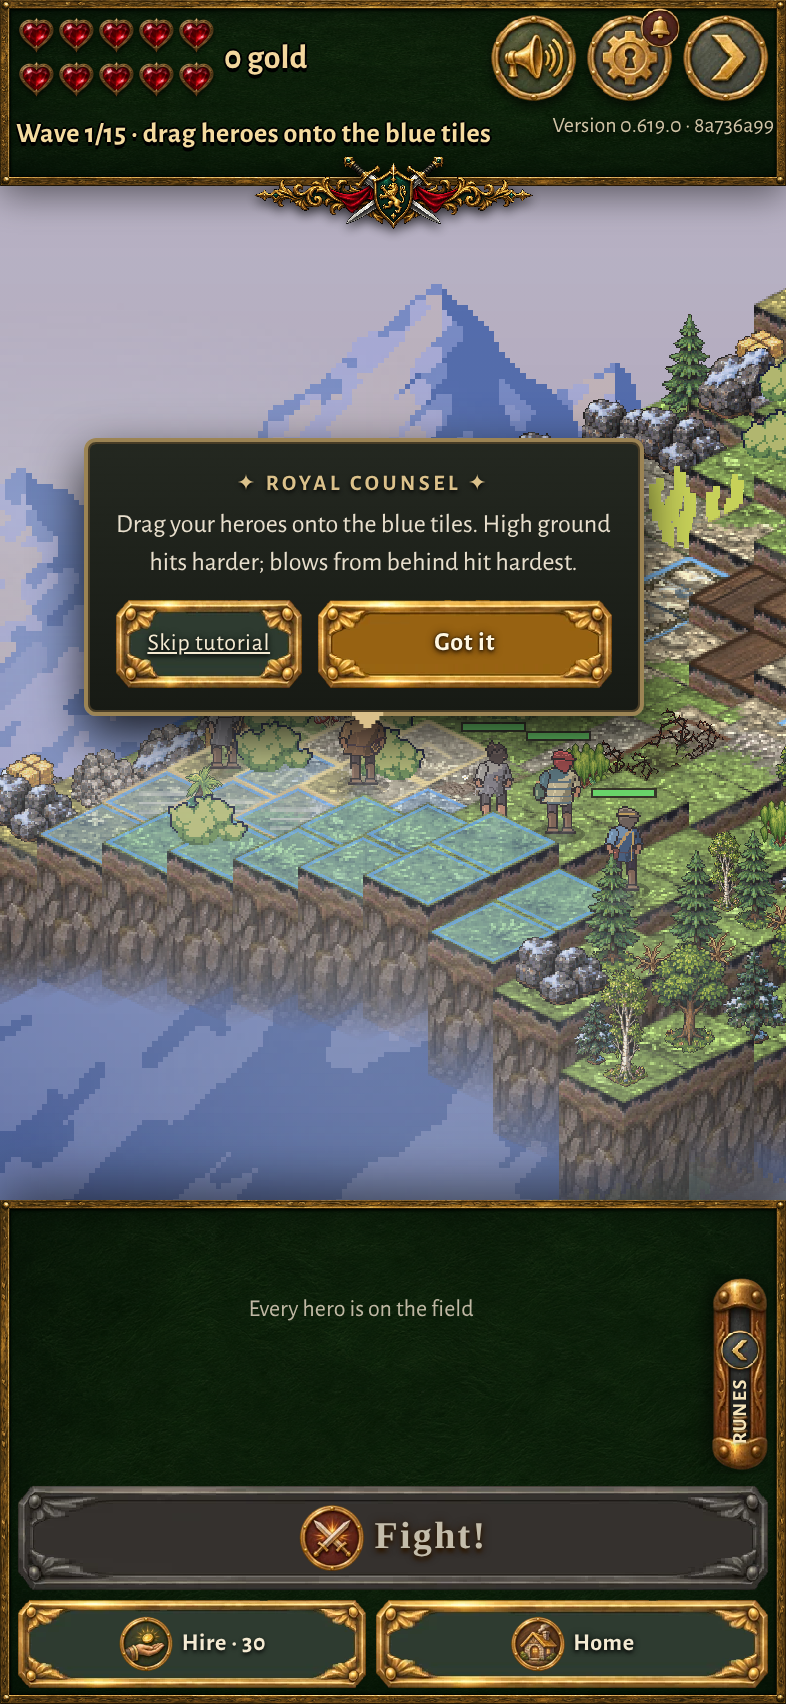 0 gold
Wave 1/15 · drag heroes onto the blue tiles
Version 0.619.0 · 8a736a99
✦ ROYAL COUNSEL ✦
Drag your heroes onto the blue tiles. High ground
hits harder; blows from behind hit hardest.
Skip tutorial
Got it
Every hero is on the field
RUNES
Fight!
Hire · 30
Home